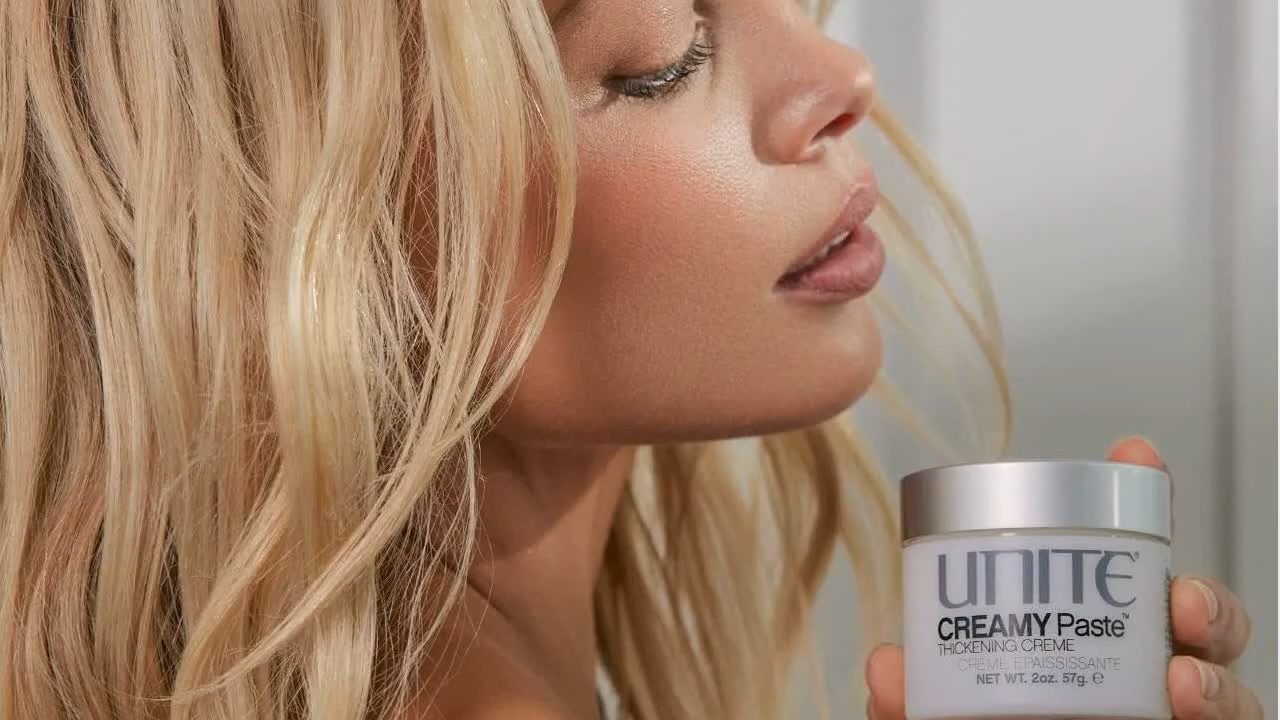 UNITE®
CREAMY Paste™
THICKENING CREME
CRÈME ÉPAISSISSANTE
NET WT. 2oz. 57g. ℮